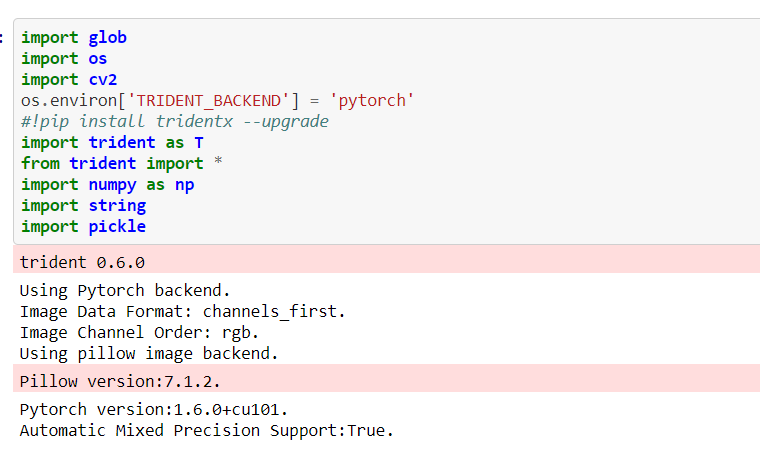 :
import glob
import os
import cv2
os.environ['TRIDENT_BACKEND'] = 'pytorch'
#!pip install tridentx --upgrade
import trident as T
from trident import *
import numpy as np
import string
import pickle
trident 0.6.0
Using Pytorch backend.
Image Data Format: channels_first.
Image Channel Order: rgb.
Using pillow image backend.
Pillow version:7.1.2.
Pytorch version:1.6.0+cu101.
Automatic Mixed Precision Support:True.